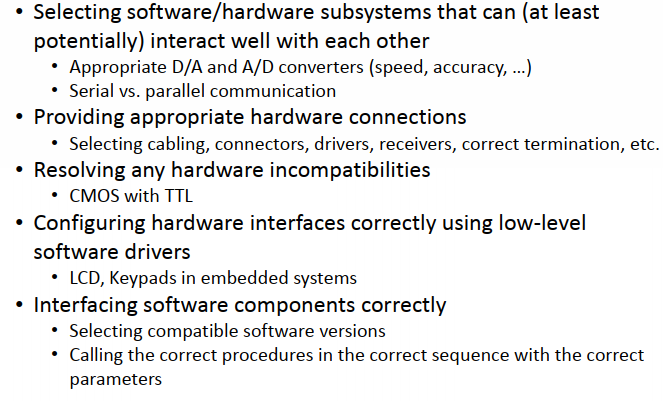 • Selecting software/hardware subsystems that can (at least
potentially) interact well with each other
• Appropriate D/A and A/D converters (speed, accuracy, ...)
• Serial vs. parallel communication
• Providing appropriate hardware connections
• Selecting cabling, connectors, drivers, receivers, correct termination, etc.
• Resolving any hardware incompatibilities
• CMOS with TTL
• Configuring hardware interfaces correctly using low-level
software drivers
• LCD, Keypads in embedded systems
• Interfacing software components correctly
• Selecting compatible software versions
• Calling the correct procedures in the correct sequence with the correct
parameters